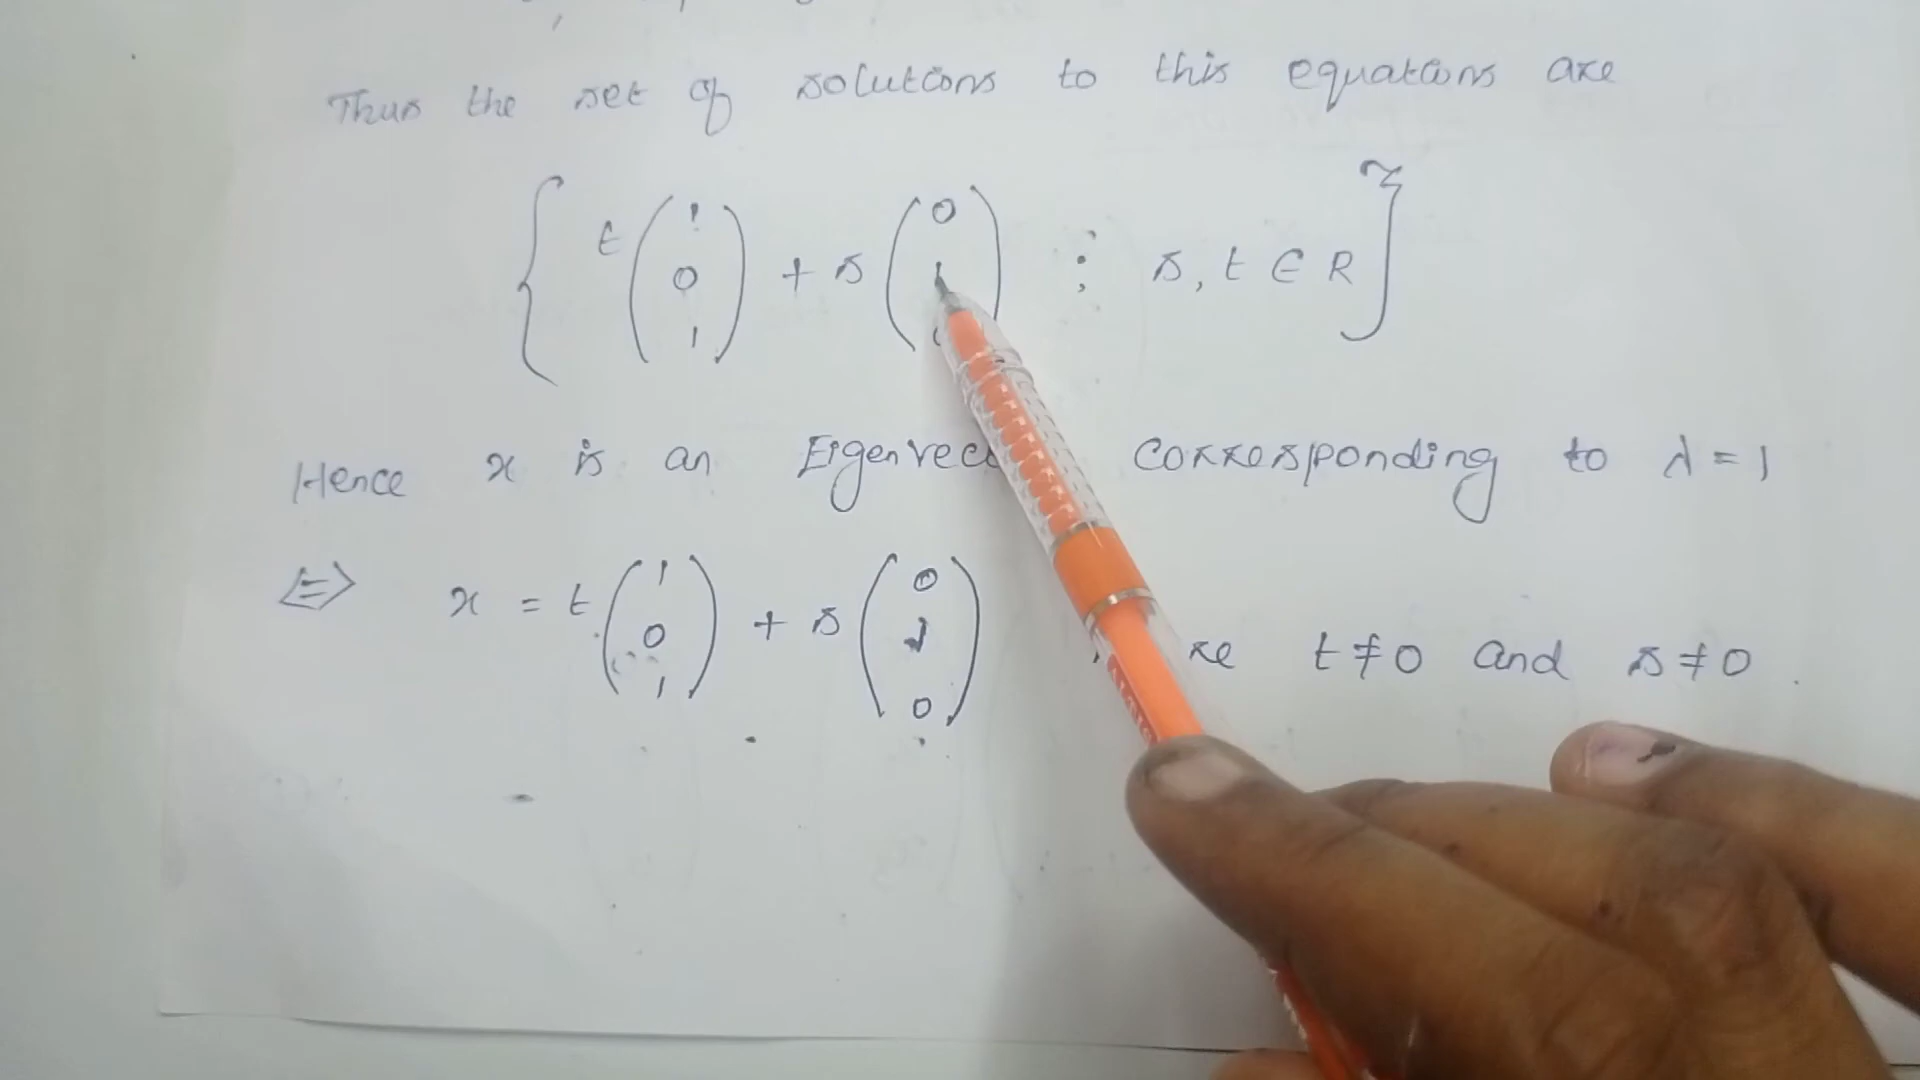 Thus the set of solutions to this equations are
{ t ( 1 0 1 ) + s ( 0 1 ) : s, t ∈ R }
Hence x is an Eigenvec corresponding to λ = 1
⇔ x = t ( 1 0 1 ) + s ( 0 1 0 ) re t ≠ 0 and s ≠ 0 .